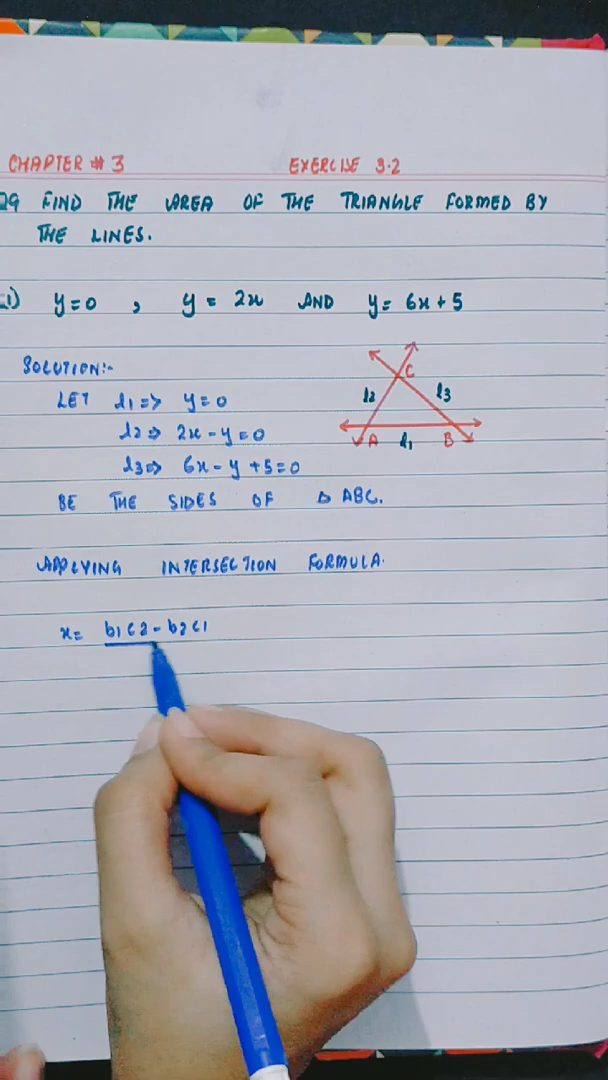 CHAPTER # 3 EXERCISE 3.2
Q9 FIND THE AREA OF THE TRIANGLE FORMED BY
THE LINES.
i) y=0 , y = 2x AND y= 6x+5
SOLUTION:-
LET l1=> y=0
l2=> 2x-y=0
l3=> 6x-y+5=0
BE THE SIDES OF Δ ABC.
C
l2 l3
A l1 B
APPLYING INTERSECTION FORMULA.
x= b1c2-b2c1